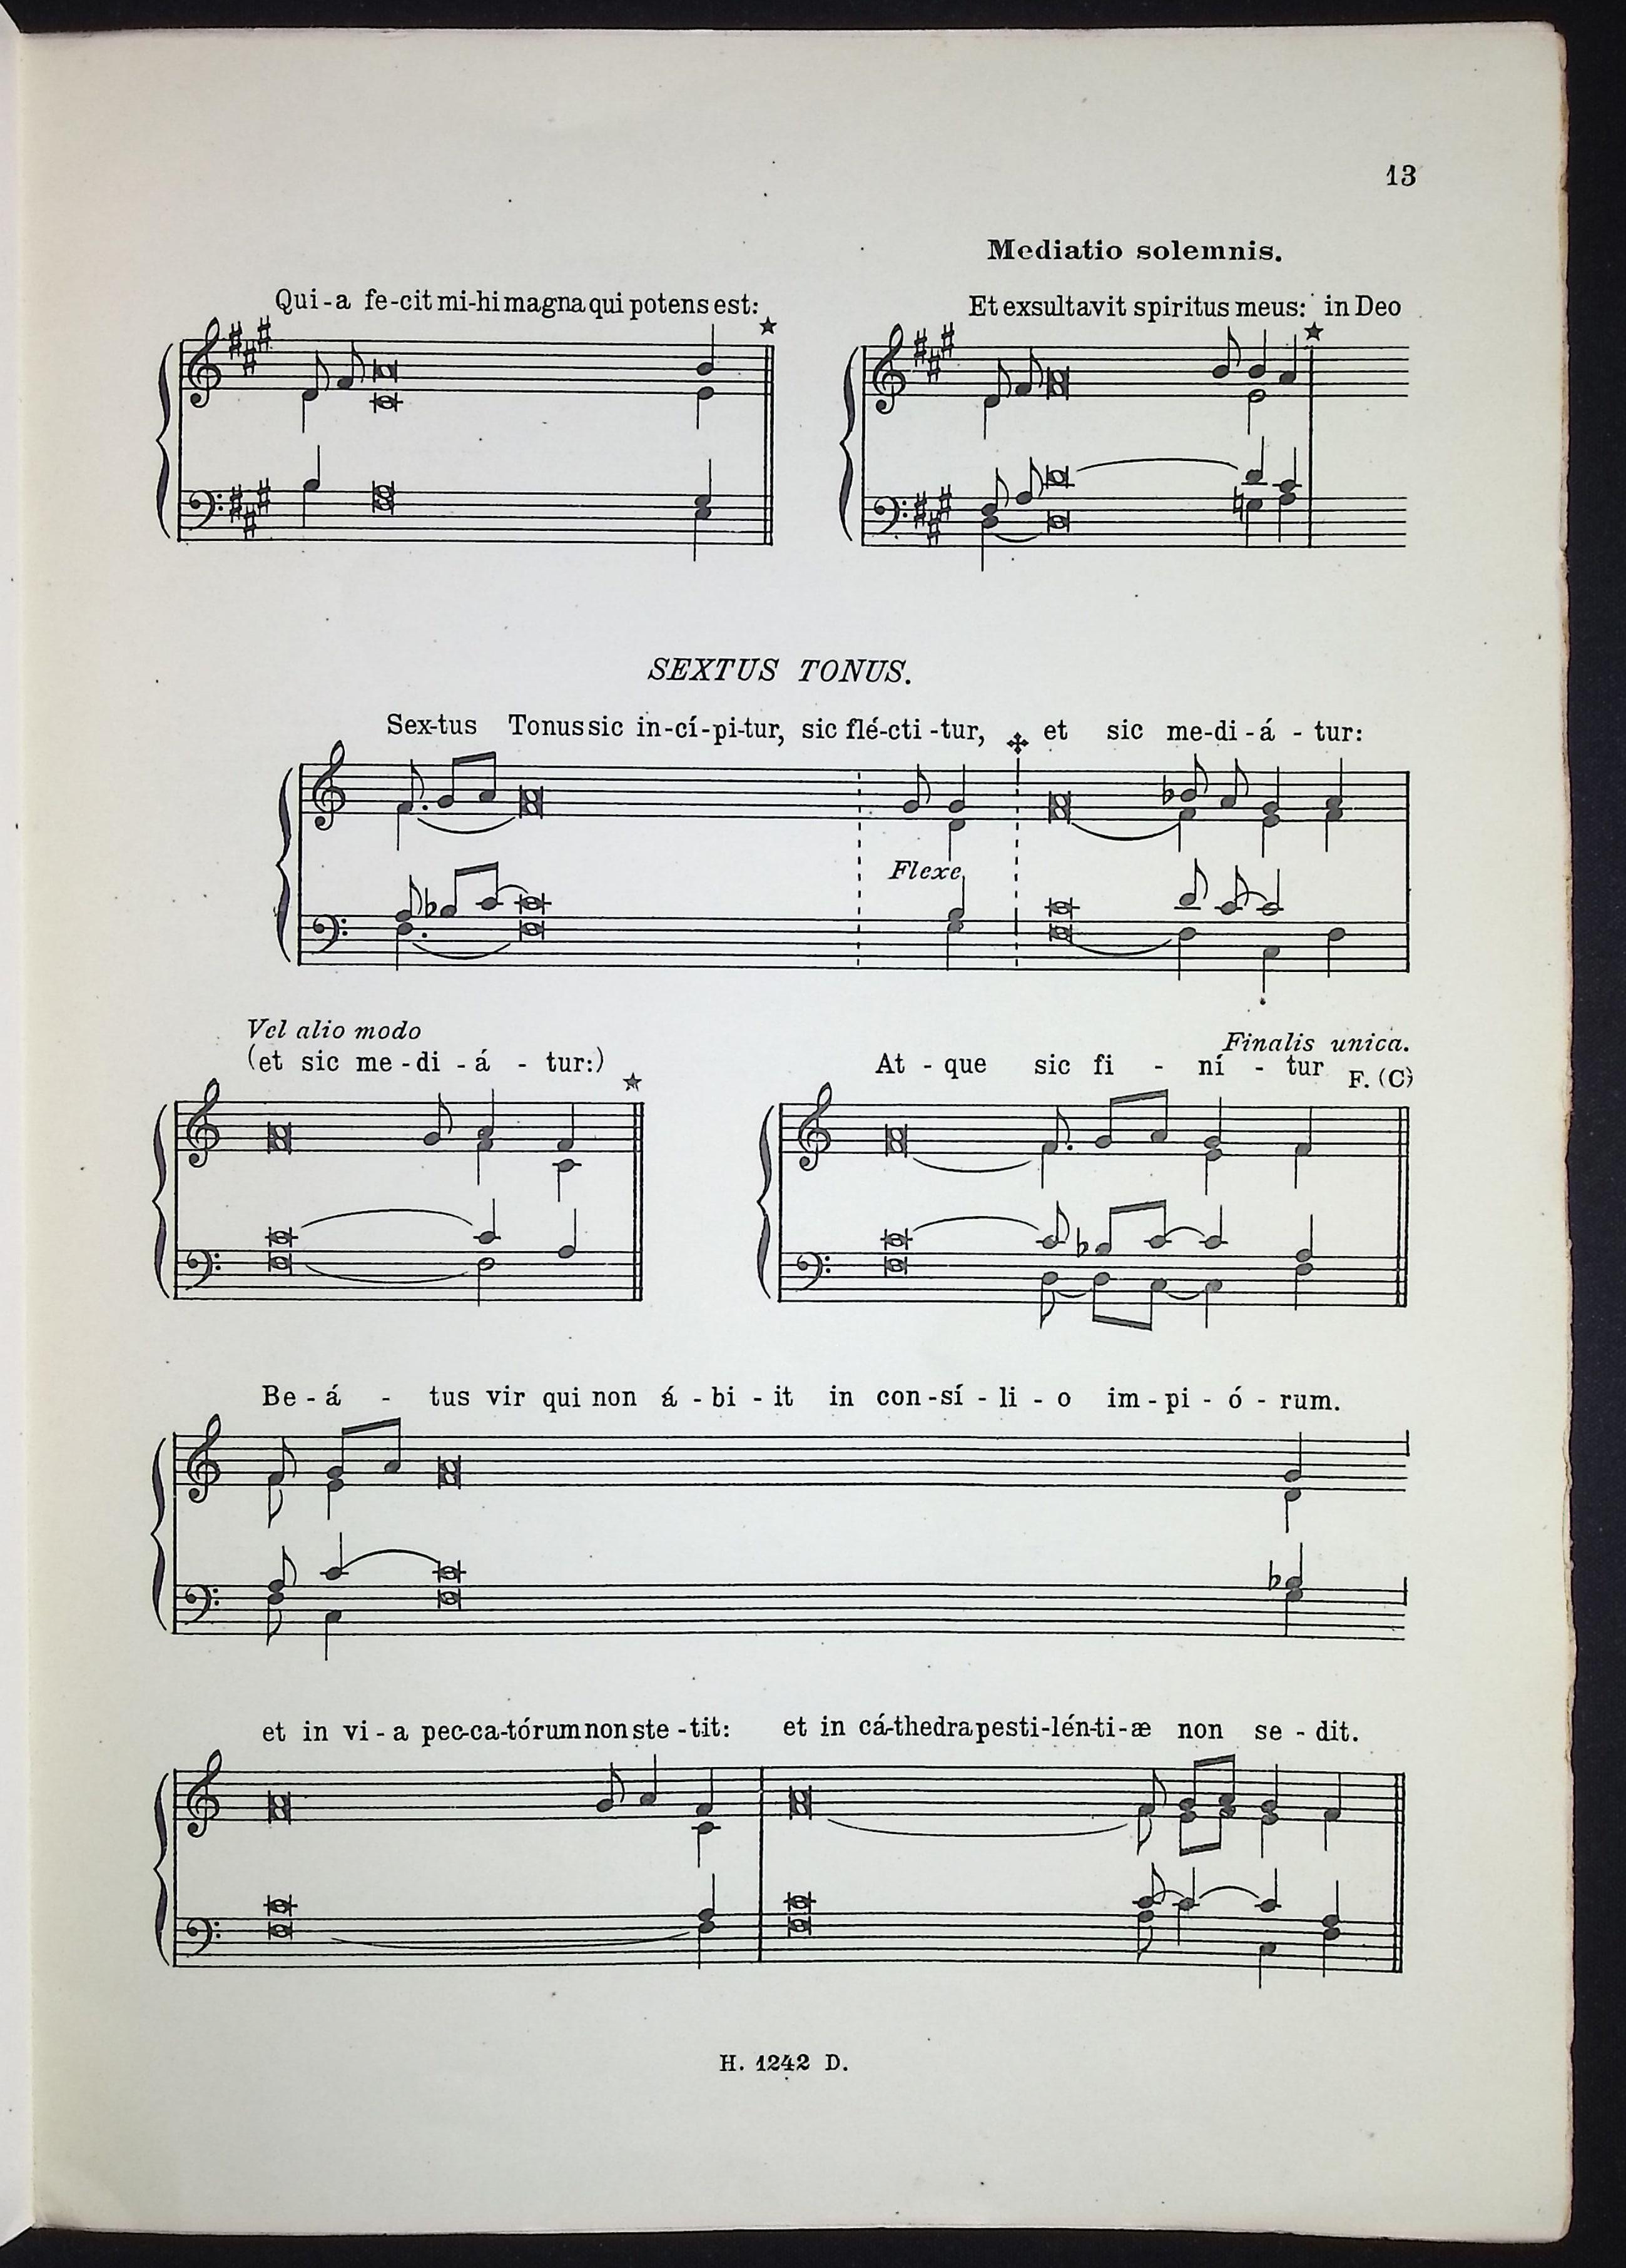 13
Mediatio solemnis.
Qui-a fe-cit mi-hi magna qui potens est: ★
Et exsultavit spiritus meus: ★ in Deo
SEXTUS TONUS.
Sex-tus Tonus sic in-cí-pi-tur, sic flé-cti-tur, ✣ et sic me-di-á-tur:
Flexe
Vel alio modo
(et sic me-di-á-tur:) ★
Finalis unica.
At-que sic fi-ní-tur F. (C)
Be-á-tus vir qui non á-bi-it in con-sí-li-o im-pi-ó-rum.
et in vi-a pec-ca-tórum non ste-tit: et in cá-thedra pesti-lén-ti-æ non se-dit.
H. 1242 D.